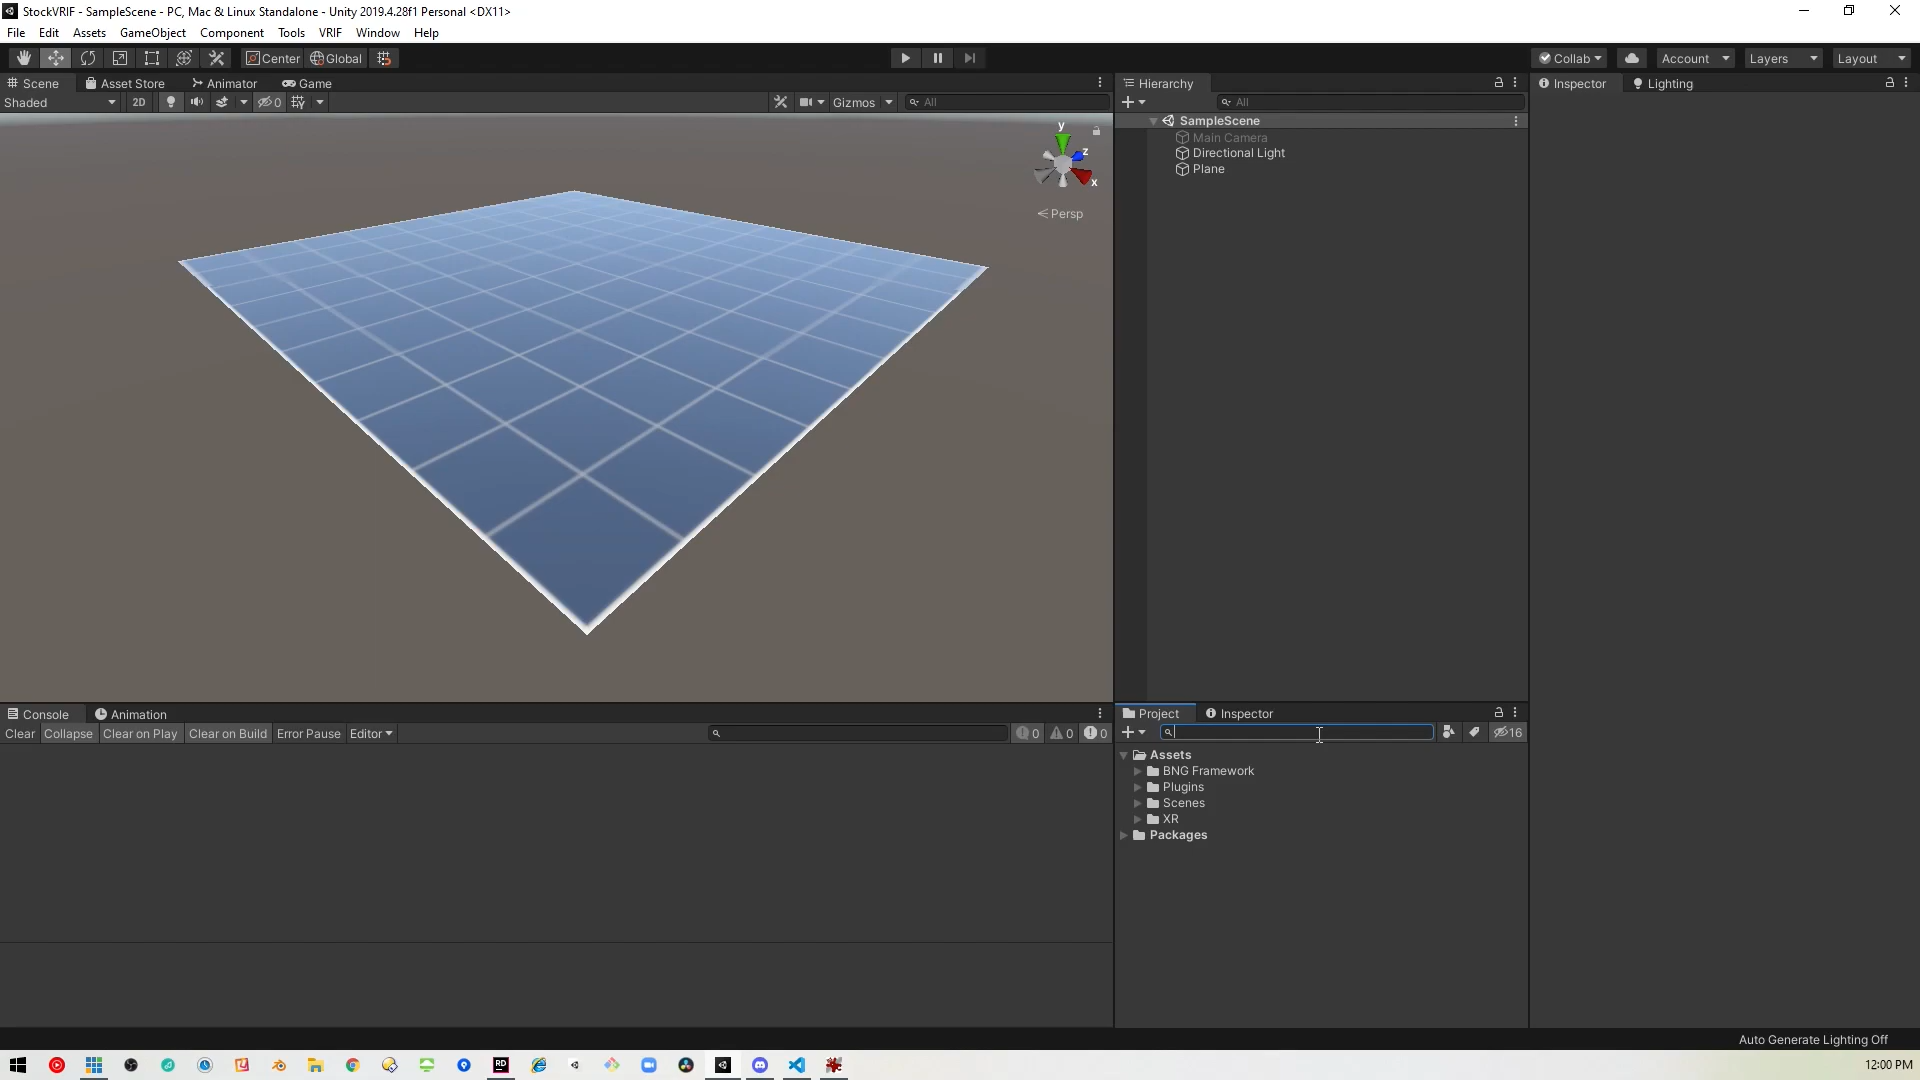 StockVRIF - SampleScene - PC, Mac & Linux Standalone - Unity 2019.4.28f1 Personal <DX11>
File Edit Assets GameObject Component Tools VRIF Window Help
Center Global Collab Account Layers Layout
Scene Asset Store Animator Game
Shaded 2D 0 Gizmos All
y
z
x
Persp
Hierarchy
All
SampleScene
Main Camera
Directional Light
Plane
Inspector Lighting
Console Animation
Clear Collapse Clear on Play Clear on Build Error Pause Editor 0 0 0
Project Inspector
16
Assets
BNG Framework
Plugins
Scenes
XR
Packages
Auto Generate Lighting Off
RD
12:00 PM